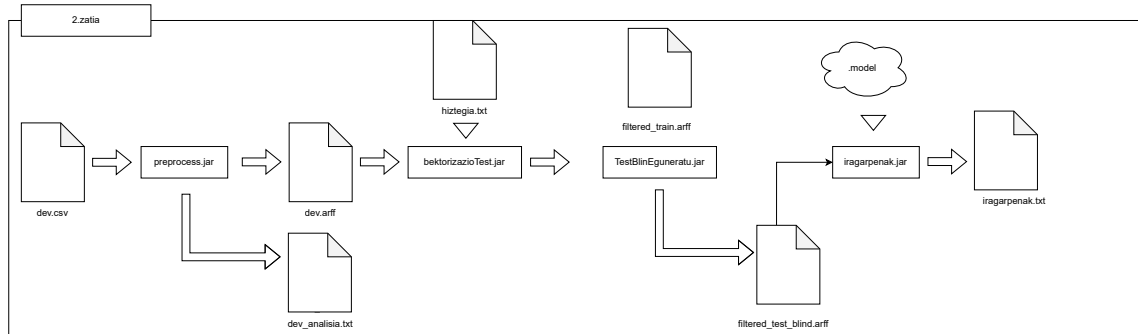 2.zatia
hiztegia.txt
filtered_train.arff
.model
dev.csv
preprocess.jar
dev.arff
bektorizazioTest.jar
TestBlinEguneratu.jar
iragarpenak.jar
iragarpenak.txt
dev_analisia.txt
filtered_test_blind.arff